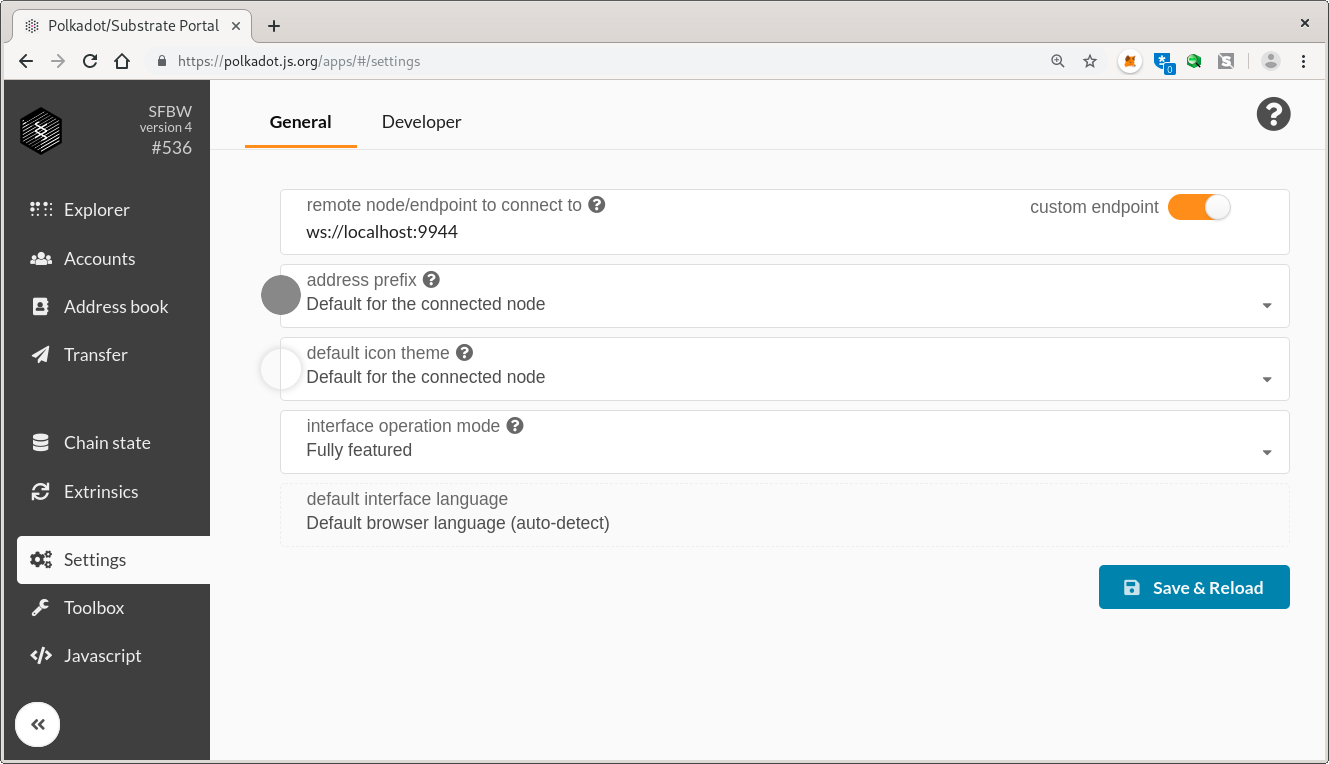 Polkadot/Substrate Portal
https://polkadot.js.org/apps/#/settings
0
S
SFBW
version 4
#536
Explorer
Accounts
Address book
Transfer
Chain state
Extrinsics
Settings
Toolbox
Javascript
General
Developer
?
remote node/endpoint to connect to ?
ws://localhost:9944
custom endpoint
address prefix ?
Default for the connected node
default icon theme ?
Default for the connected node
interface operation mode ?
Fully featured
default interface language
Default browser language (auto-detect)
Save & Reload